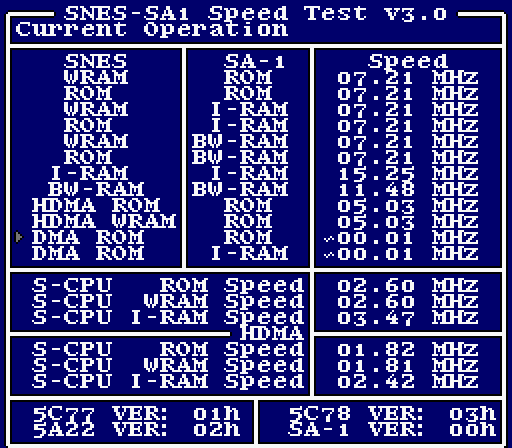 SNES-SA1 Speed Test v3.0
Current Operation
SNES SA-1 Speed
WRAM ROM 07.21 MHZ
ROM ROM 07.21 MHZ
WRAM I-RAM 07.21 MHZ
ROM I-RAM 07.21 MHZ
WRAM BW-RAM 07.21 MHZ
ROM BW-RAM 07.21 MHZ
I-RAM I-RAM 15.25 MHZ
BW-RAM BW-RAM 11.48 MHZ
HDMA ROM ROM 05.03 MHZ
HDMA WRAM ROM 05.03 MHZ
DMA ROM ROM ~00.01 MHZ
DMA ROM I-RAM ~00.01 MHZ
S-CPU ROM Speed 02.60 MHZ
S-CPU WRAM Speed 02.60 MHZ
S-CPU I-RAM Speed 03.47 MHZ
HDMA
S-CPU ROM Speed 01.82 MHZ
S-CPU WRAM Speed 01.81 MHZ
S-CPU I-RAM Speed 02.42 MHZ
5C77 VER: 01h 5C78 VER: 03h
5A22 VER: 02h SA-1 VER: 00h